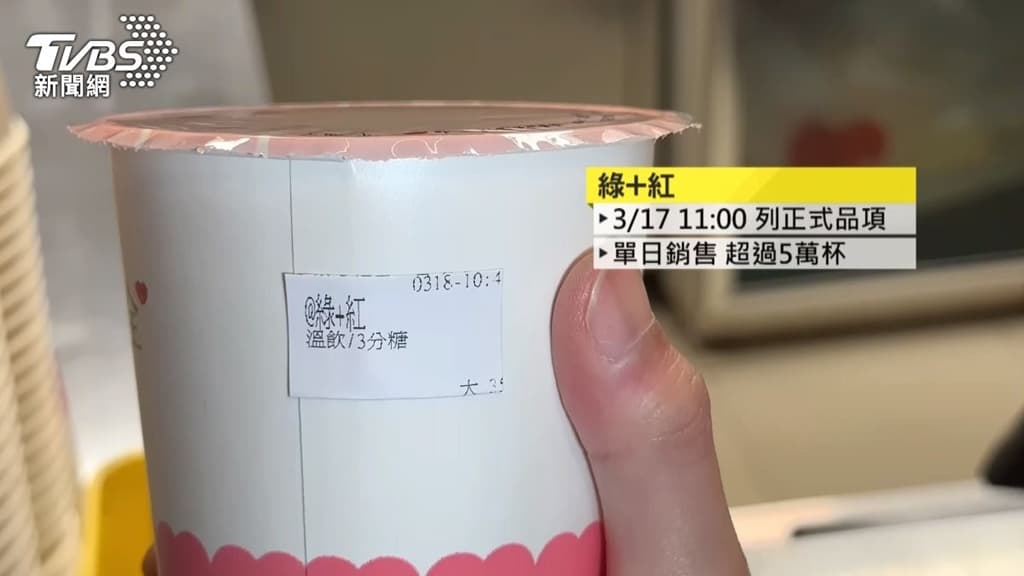 TVBS
新聞網
綠+紅
3/17 11:00 列正式品項
單日銷售 超過5萬杯
0318-10:4
@綠+紅
溫飲/3分糖
大 35